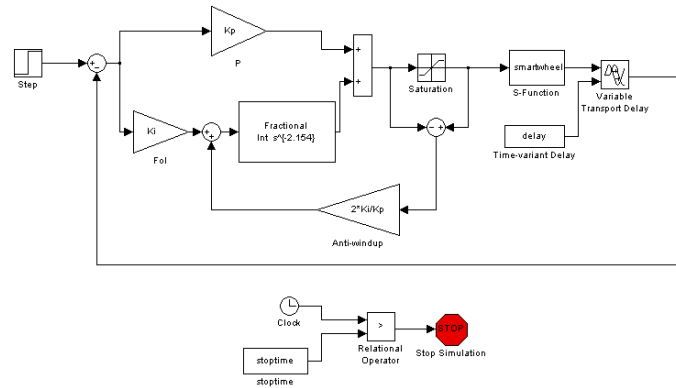 Kp
P
Step
Saturation
smartwheel
S-Function
Variable
Transport Delay
Ki
FoI
Fractional
Int s^{-2.154}
delay
Time-variant Delay
2*Ki/Kp
Anti-windup
Clock
>
Relational
Operator
STOP
Stop Simulation
stoptime
stoptime